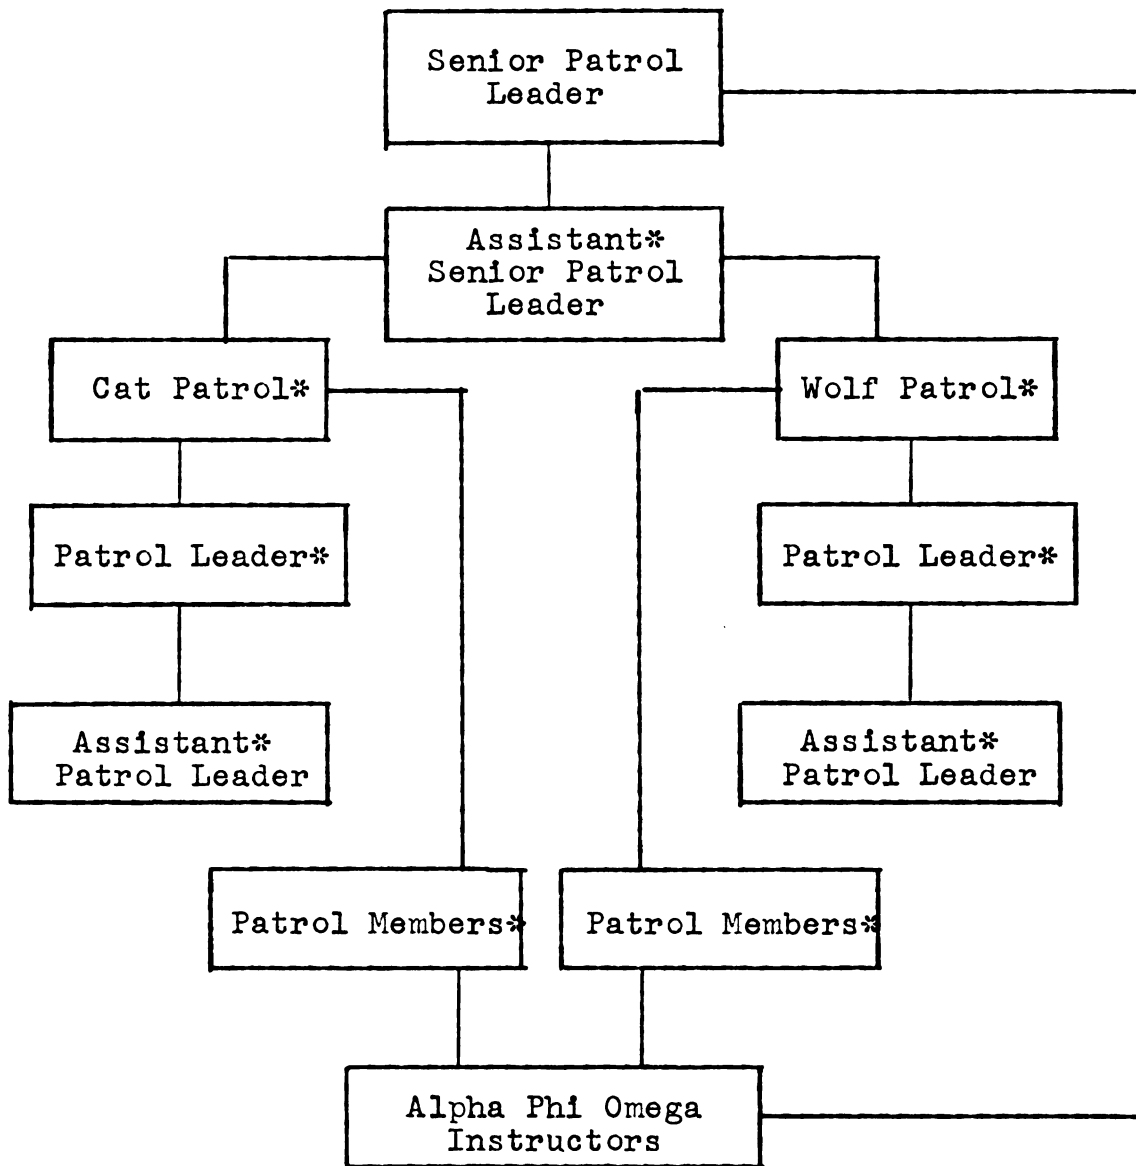 Senior Patrol
Leader
Assistant*
Senior Patrol
Leader
Cat Patrol*
Wolf Patrol*
Patrol Leader*
Patrol Leader*
Assistant*
Patrol Leader
Assistant*
Patrol Leader
Patrol Members*
Patrol Members*
Alpha Phi Omega
Instructors